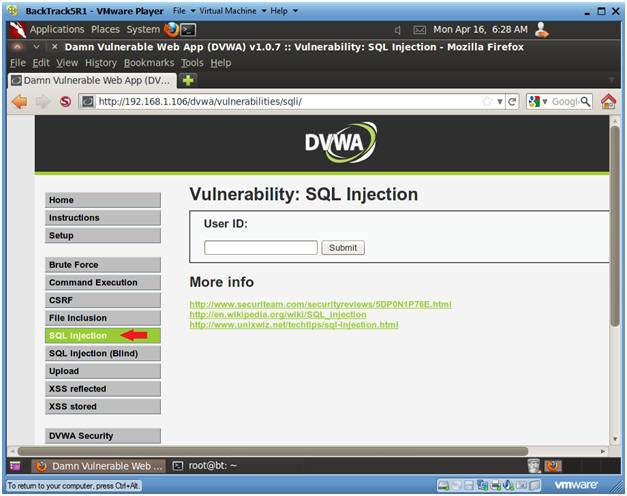 BackTrack5R1 - VMware Player File Virtual Machine Help
Applications Places System Mon Apr 16, 6:28 AM
Damn Vulnerable Web App (DVWA) v1.0.7 :: Vulnerability: SQL Injection - Mozilla Firefox
File Edit View History Bookmarks Tools Help
Damn Vulnerable Web App (DV...
http://192.168.1.106/dvwa/vulnerabilities/sqli/
DVWA
Home
Instructions
Setup
Brute Force
Command Execution
CSRF
File Inclusion
SQL Injection
SQL Injection (Blind)
Upload
XSS reflected
XSS stored
DVWA Security
Vulnerability: SQL Injection
User ID:
Submit
More info
http://www.securiteam.com/securityreviews/5DP0N1P76E.html
http://en.wikipedia.org/wiki/SQL_injection
http://www.unixwiz.net/techtips/sql-injection.html
Damn Vulnerable Web ... root@bt: ~
To return to your computer, press Ctrl+Alt.
vmware